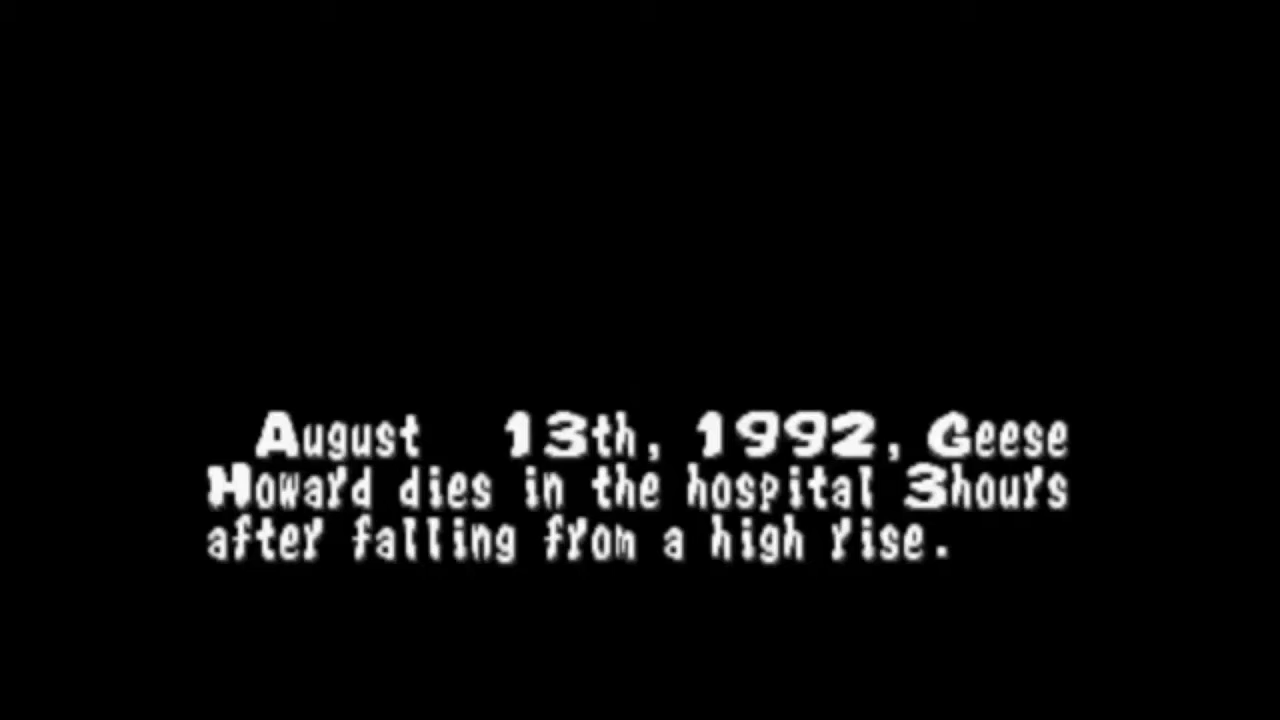 August 13th, 1992, Geese
Howard dies in the hospital 3hours
after falling from a high rise.